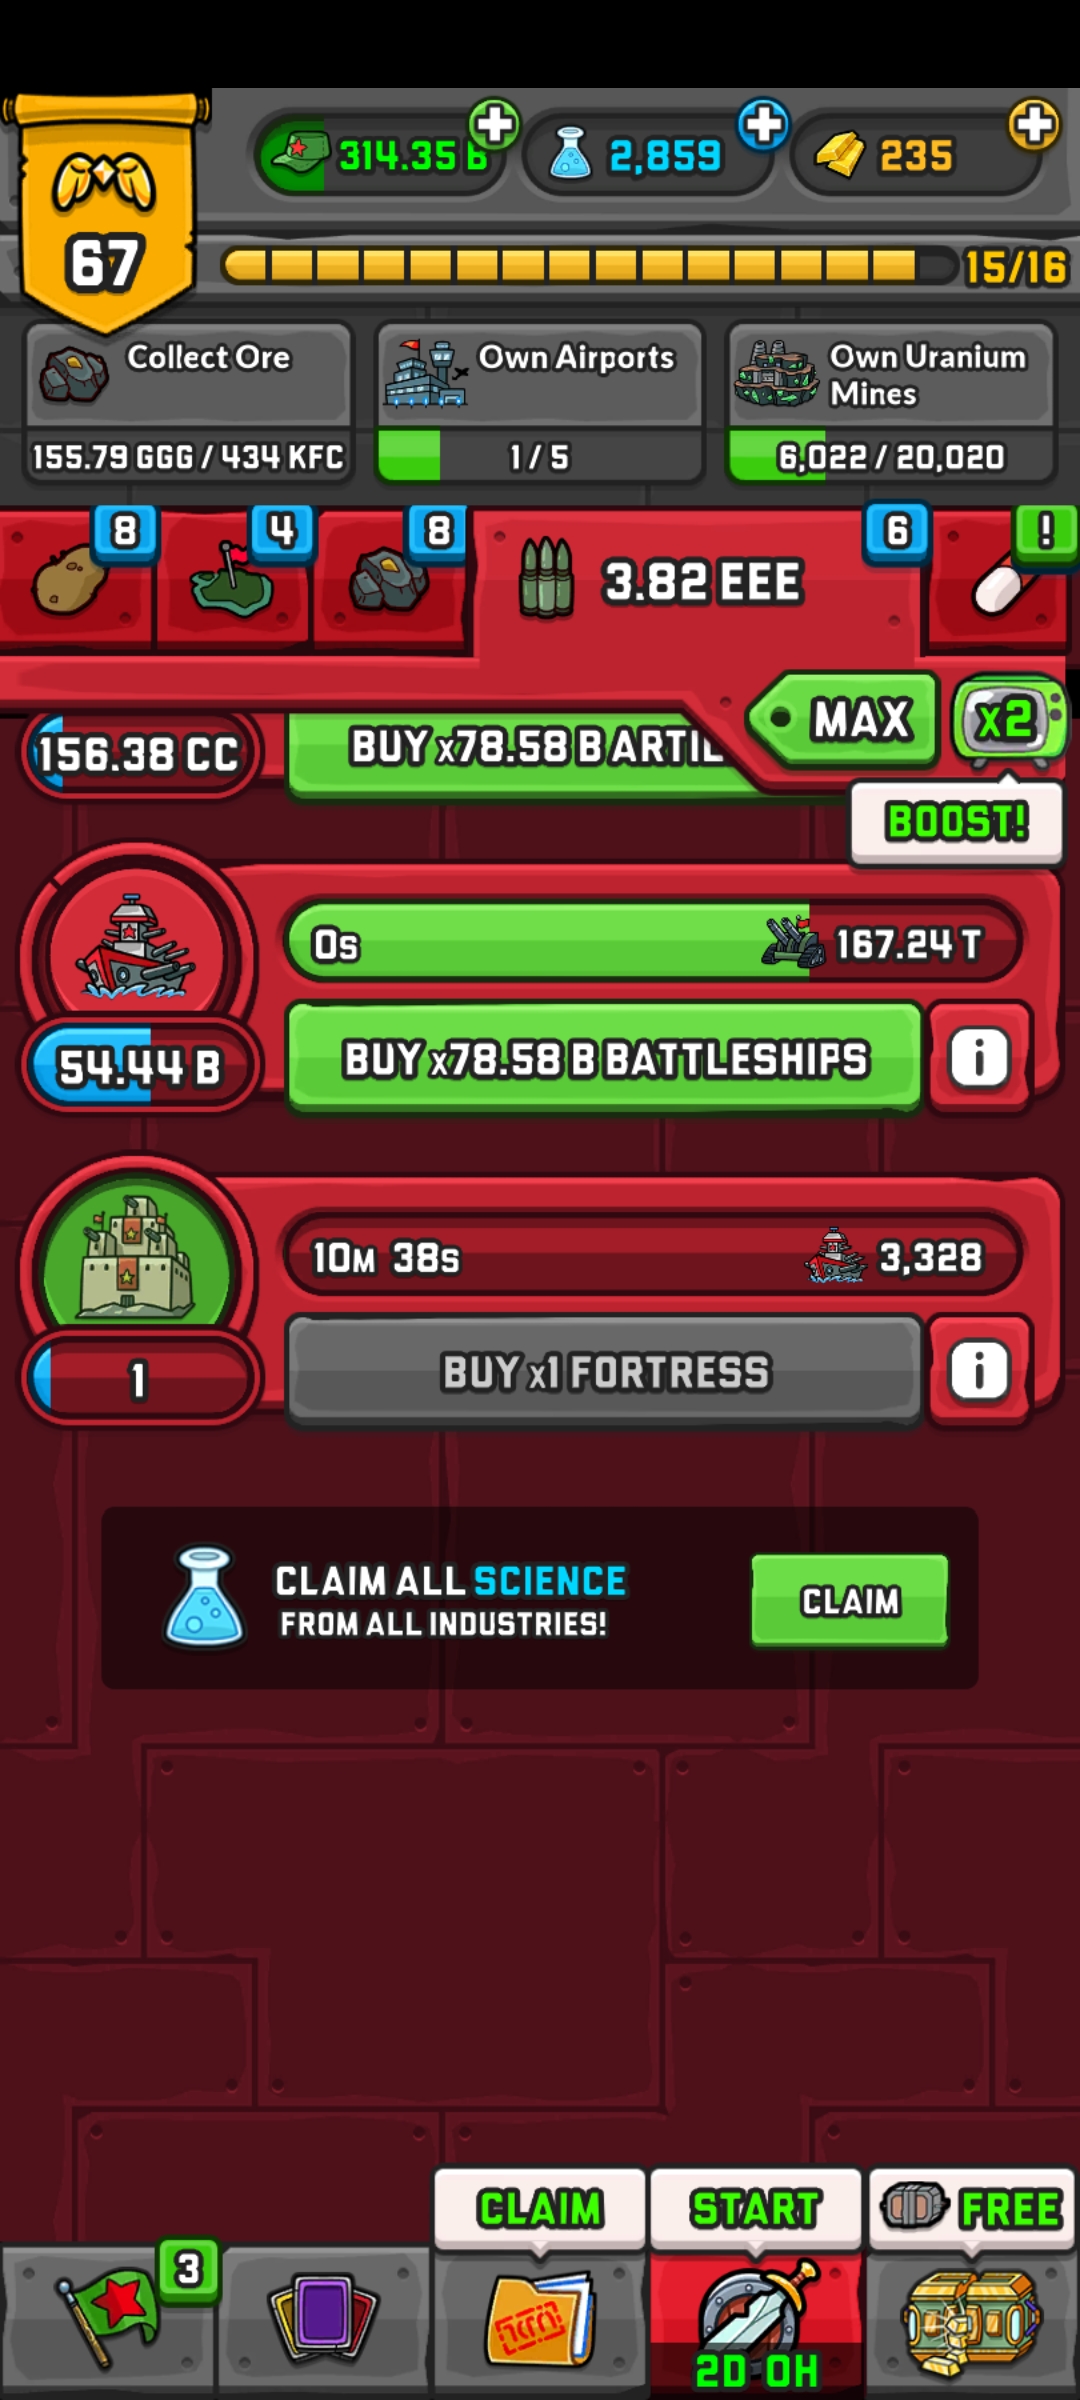 314.35 B
2,859
235
67
15/16
Collect Ore
155.79 GGG / 434 KFC
Own Airports
1 / 5
Own Uranium
Mines
6,022 / 20,020
8
4
8
3.82 EEE
6
!
MAX
x2
BOOST!
156.38 CC
BUY x78.58 B ARTIL
0s
167.24 T
54.44 B
BUY x78.58 B BATTLESHIPS
i
10M 38s
3,328
1
BUY x1 FORTRESS
i
CLAIM ALL SCIENCE
FROM ALL INDUSTRIES!
CLAIM
CLAIM
START
FREE
3
2D 0H